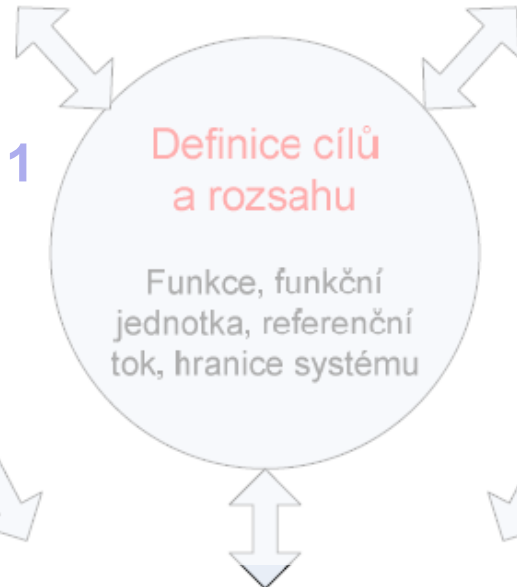 1
Definice cílů
a rozsahu
Funkce, funkční
jednotka, referenční
tok, hranice systému